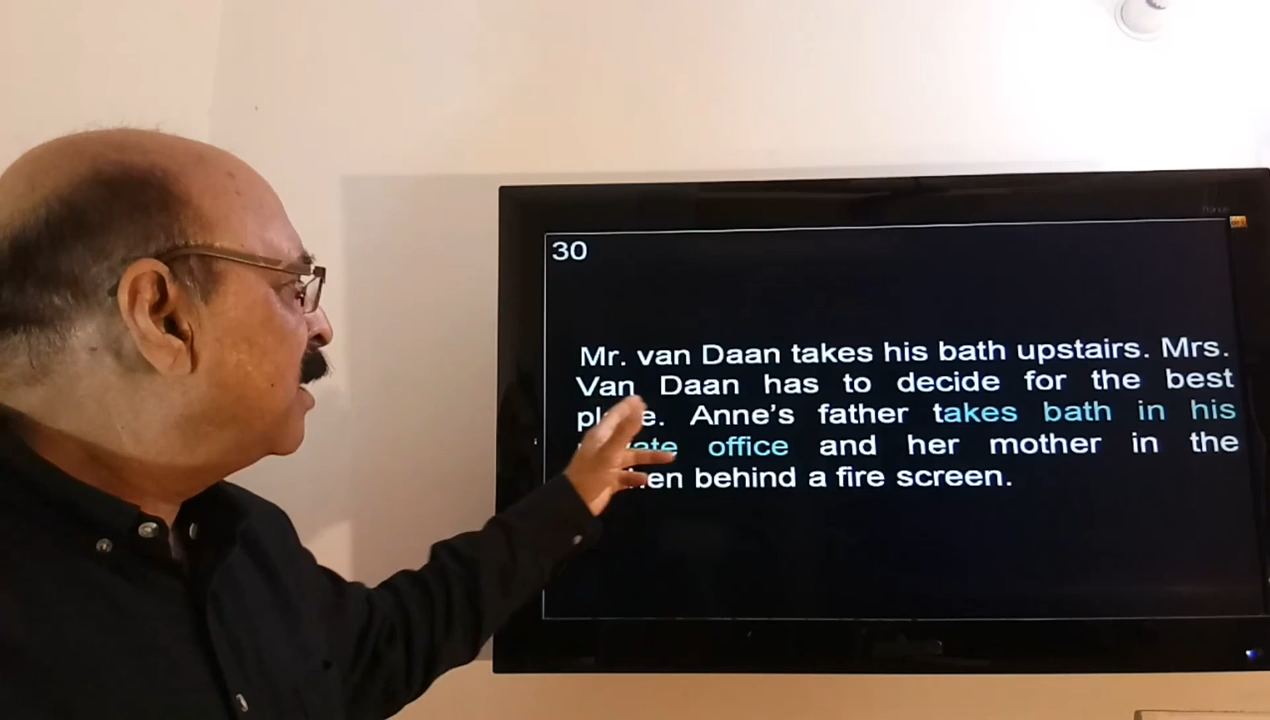 30
Mr. van Daan takes his bath upstairs. Mrs.
Van Daan has to decide for the best
Anne's father takes bath in his
office and her mother in the
behind a fire screen.